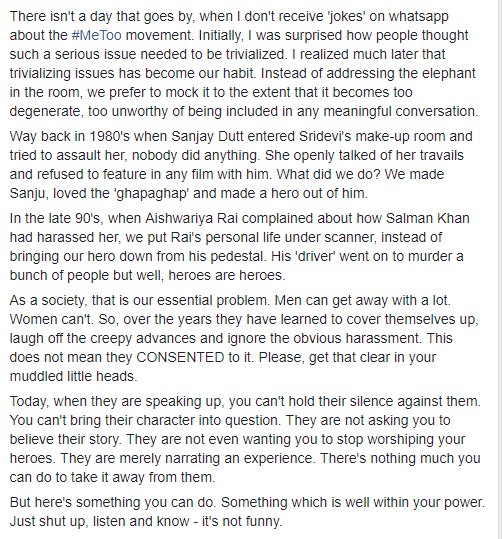 There isn't a day that goes by, when I don't receive 'jokes' on whatsapp
about the #MeToo movement. Initially, I was surprised how people thought
such a serious issue needed to be trivialized. I realized much later that
trivializing issues has become our habit. Instead of addressing the elephant
in the room, we prefer to mock it to the extent that it becomes too
degenerate, too unworthy of being included in any meaningful conversation.
Way back in 1980's when Sanjay Dutt entered Sridevi's make-up room and
tried to assault her, nobody did anything. She openly talked of her travails
and refused to feature in any film with him. What did we do? We made
Sanju, loved the 'ghapaghap' and made a hero out of him.
In the late 90's, when Aishwariya Rai complained about how Salman Khan
had harassed her, we put Rai's personal life under scanner, instead of
bringing our hero down from his pedestal. His 'driver' went on to murder a
bunch of people but well, heroes are heroes.
As a society, that is our essential problem. Men can get away with a lot.
Women can't. So, over the years they have learned to cover themselves up,
laugh off the creepy advances and ignore the obvious harassment. This
does not mean they CONSENTED to it. Please, get that clear in your
muddled little heads.
Today, when they are speaking up, you can't hold their silence against them.
You can't bring their character into question. They are not asking you to
believe their story. They are not even wanting you to stop worshiping your
heroes. They are merely narrating an experience. There's nothing much you
can do to take it away from them.
But here's something you can do. Something which is well within your power.
Just shut up, listen and know - it's not funny.